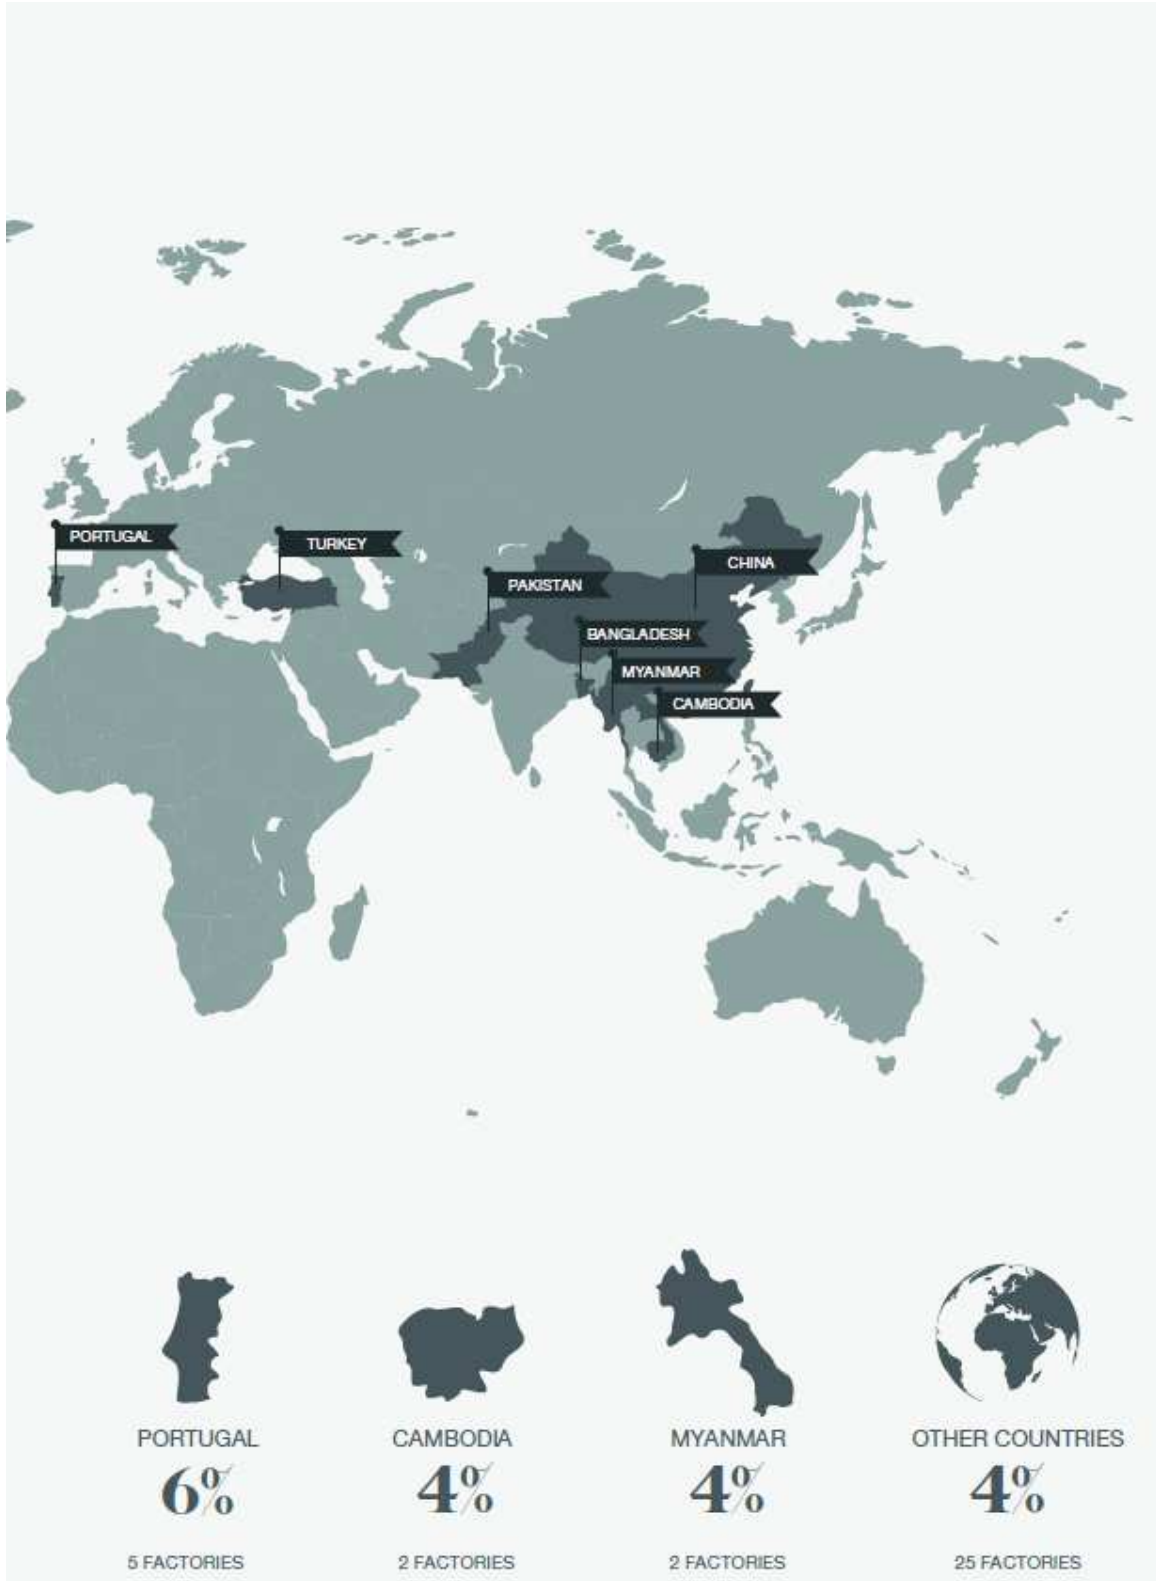 PORTUGAL
TURKEY
CHINA
PAKISTAN
BANGLADESH
MYANMAR
CAMBODIA
PORTUGAL
6%
5 FACTORIES
CAMBODIA
4%
2 FACTORIES
MYANMAR
4%
2 FACTORIES
OTHER COUNTRIES
4%
25 FACTORIES